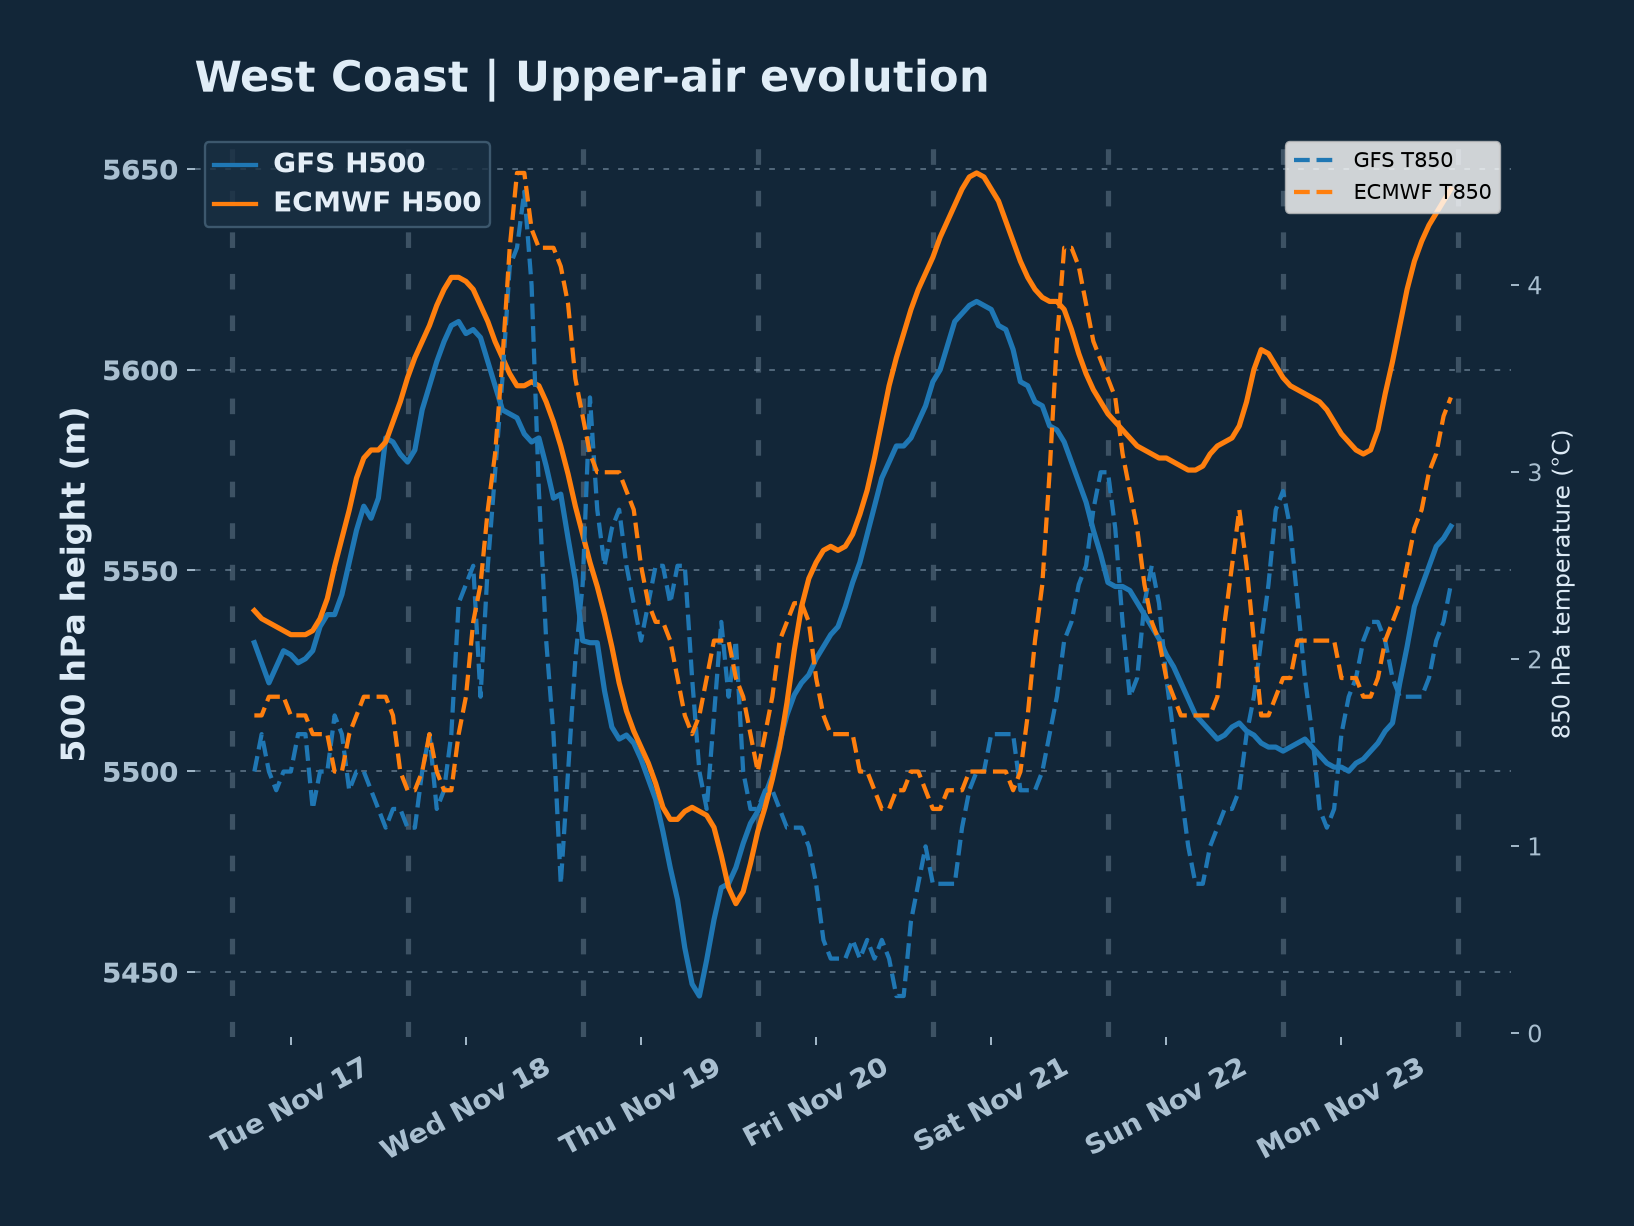 West Coast | Upper-air evolution
GFS H500
ECMWF H500
GFS T850
ECMWF T850
500 hPa height (m)
5650
5600
5550
5500
5450
850 hPa temperature (°C)
4
3
2
1
0
Tue Nov 17
Wed Nov 18
Thu Nov 19
Fri Nov 20
Sat Nov 21
Sun Nov 22
Mon Nov 23